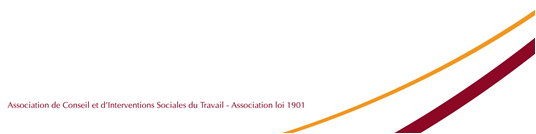 Association de Conseil et d'Interventions Sociales du Travail - Association loi 1901